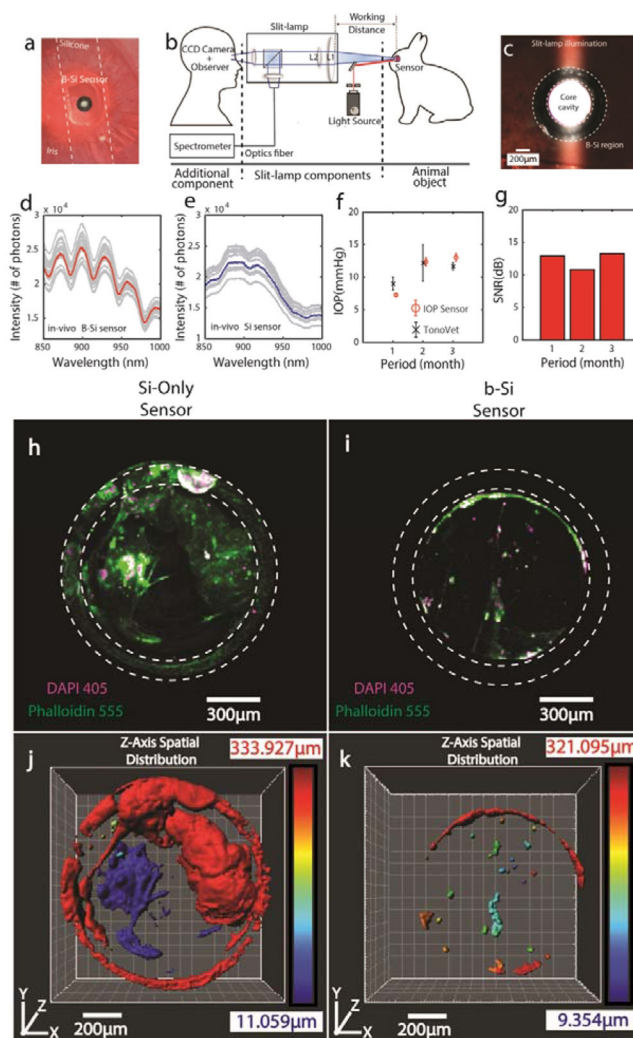 a
Silicone
B-Si Sensor
Iris
b
Slit-lamp
Working
Distance
CCD Camera
+
Observer
L2
L1
Sensor
Light Source
Spectrometer
Optics fiber
Additional
component
Slit-lamp components
Animal
object
c
Slit-lamp illumination
Core
cavity
200μm
B-Si region
d
× 10⁴
Intensity (# of photons)
3
2.5
2
1.5
in-vivo B-Si sensor
850 900 950 1000
Wavelength (nm)
e
× 10⁴
Intensity (# of photons)
3
2.5
2
1.5
in-vivo Si sensor
850 900 950 1000
Wavelength (nm)
f
IOP(mmHg)
20
15
10
5
0
IOP Sensor
TonoVet
1 2 3
Period (month)
g
SNR(dB)
20
15
10
5
0
1 2 3
Period (month)
Si-Only
Sensor
b-Si
Sensor
h
DAPI 405
Phalloidin 555
300μm
i
DAPI 405
Phalloidin 555
300μm
j
Z-Axis Spatial
Distribution
333.927μm
Y
Z
X
200μm
11.059μm
k
Z-Axis Spatial
Distribution
321.095μm
Y
Z
X
200μm
9.354μm